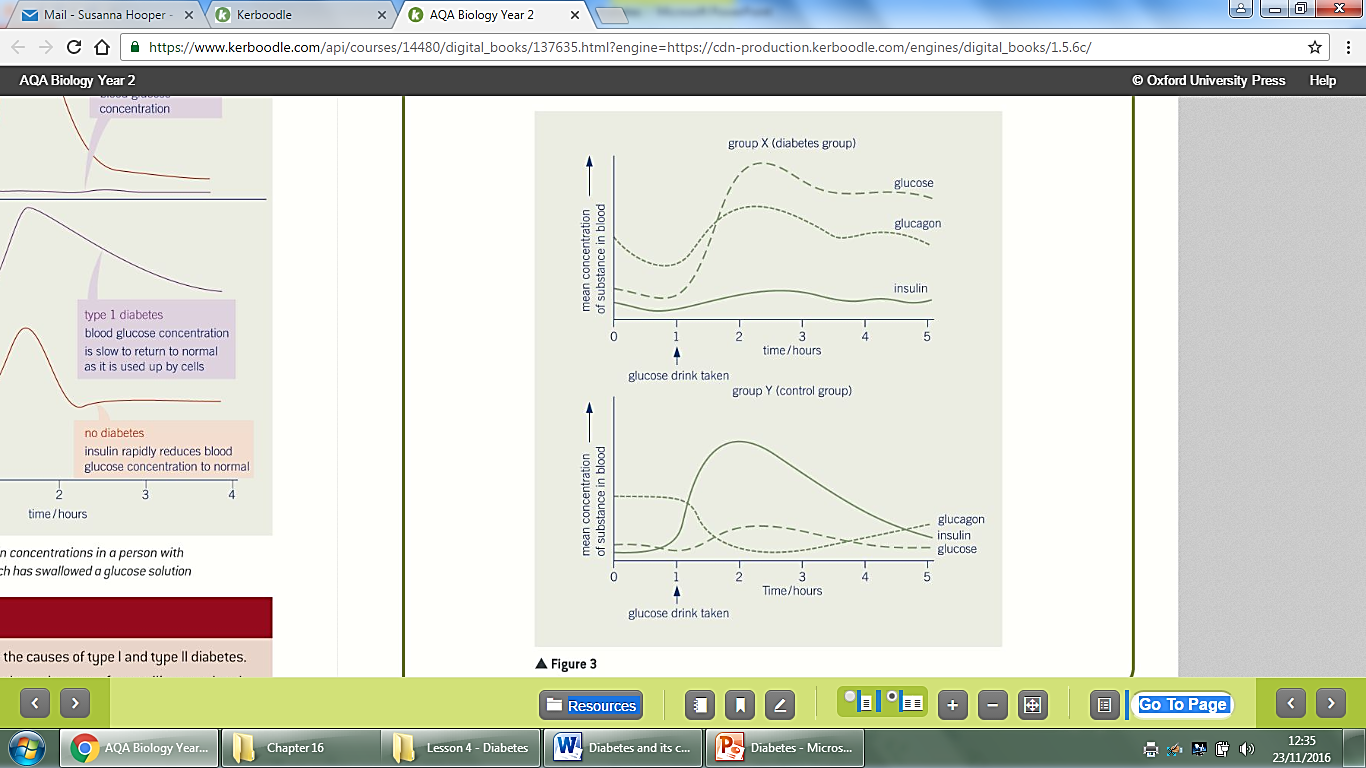 Mail - Susanna Hooper -
Kerboodle
AQA Biology Year 2
https://www.kerboodle.com/api/courses/14480/digital_books/137635.html?engine=https://cdn-production.kerboodle.com/engines/digital_books/1.5.6c/
AQA Biology Year 2
© Oxford University Press
Help
blood glucose
concentration
type 1 diabetes
blood glucose concentration
is slow to return to normal
as it is used up by cells
no diabetes
insulin rapidly reduces blood
glucose concentration to normal
2
3
4
time/hours
n concentrations in a person with
ch has swallowed a glucose solution
the causes of type I and type II diabetes.
group X (diabetes group)
mean concentration
of substance in blood
glucose
glucagon
insulin
0
1
2
3
4
5
time/hours
glucose drink taken
group Y (control group)
mean concentration
of substance in blood
glucagon
insulin
glucose
0
1
2
3
4
5
Time/hours
glucose drink taken
▲ Figure 3
Resources
Go To Page
AQA Biology Year...
Chapter 16
Lesson 4 - Diabetes
Diabetes and its c...
Diabetes - Micros...
12:35
23/11/2016